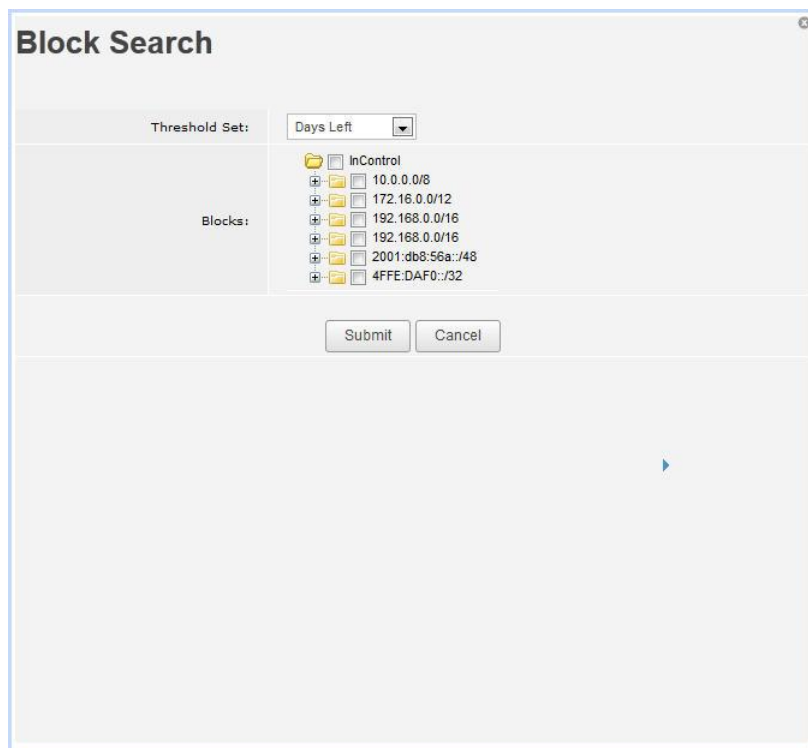 Block Search
Threshold Set:
Days Left
Blocks:
InControl
10.0.0.0/8
172.16.0.0/12
192.168.0.0/16
192.168.0.0/16
2001:db8:56a::/48
4FFE:DAF0::/32
Submit
Cancel